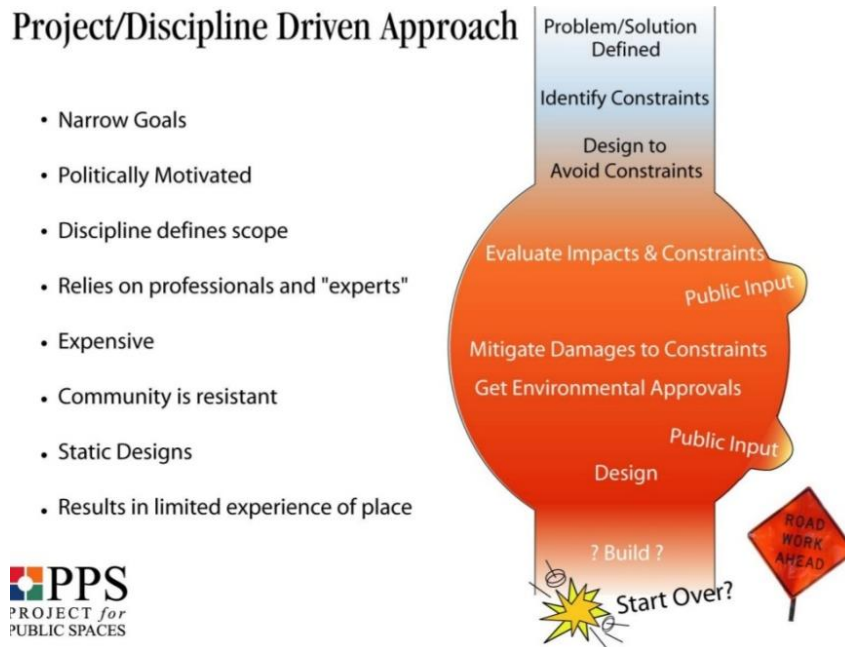 Project/Discipline Driven Approach
• Narrow Goals
• Politically Motivated
• Discipline defines scope
• Relies on professionals and "experts"
• Expensive
• Community is resistant
• Static Designs
• Results in limited experience of place
Problem/Solution
Defined
Identify Constraints
Design to
Avoid Constraints
Evaluate Impacts & Constraints
Public Input
Mitigate Damages to Constraints
Get Environmental Approvals
Public Input
Design
? Build ?
Start Over?
ROAD
WORK
AHEAD
PPS
PROJECT for
PUBLIC SPACES